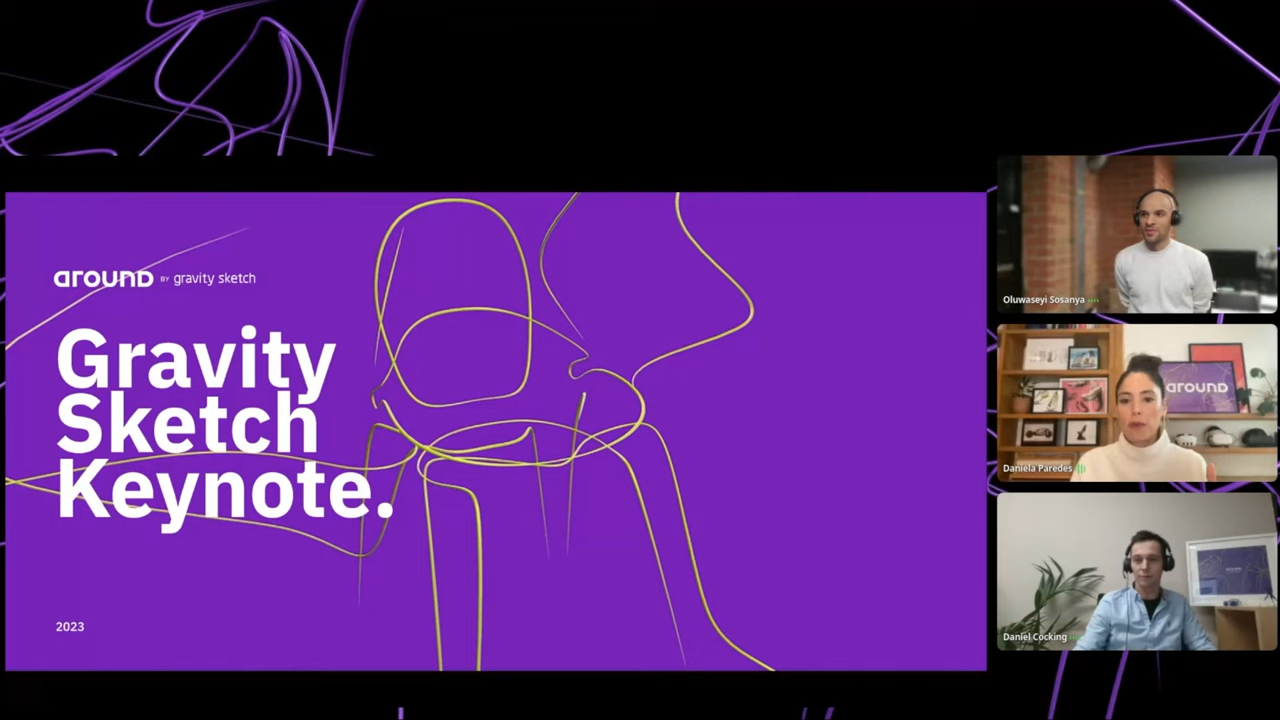 around BY gravity sketch
Gravity
Sketch
Keynote.
2023
Oluwaseyi Sosanya
around
Daniela Paredes
Daniel Cocking